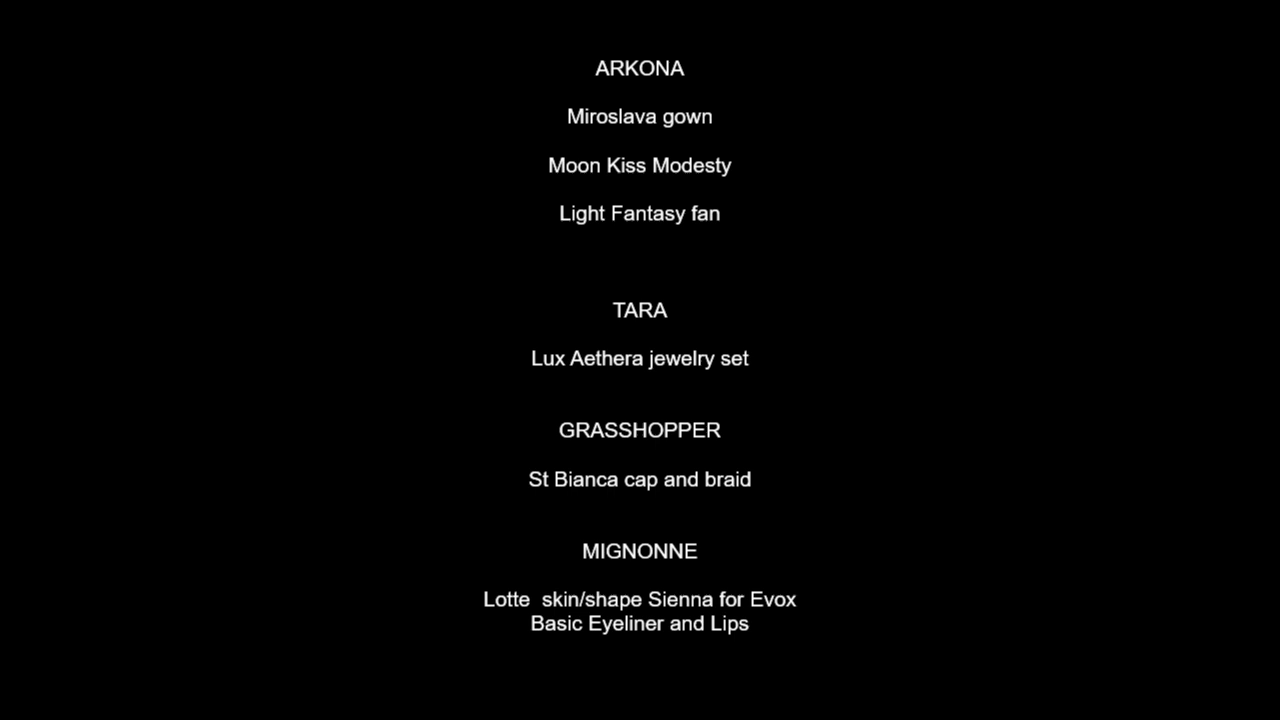 ARKONA
Miroslava gown
Moon Kiss Modesty
Light Fantasy fan
TARA
Lux Aethera jewelry set
GRASSHOPPER
St Bianca cap and braid
MIGNONNE
Lotte  skin/shape Sienna for Evox
Basic Eyeliner and Lips